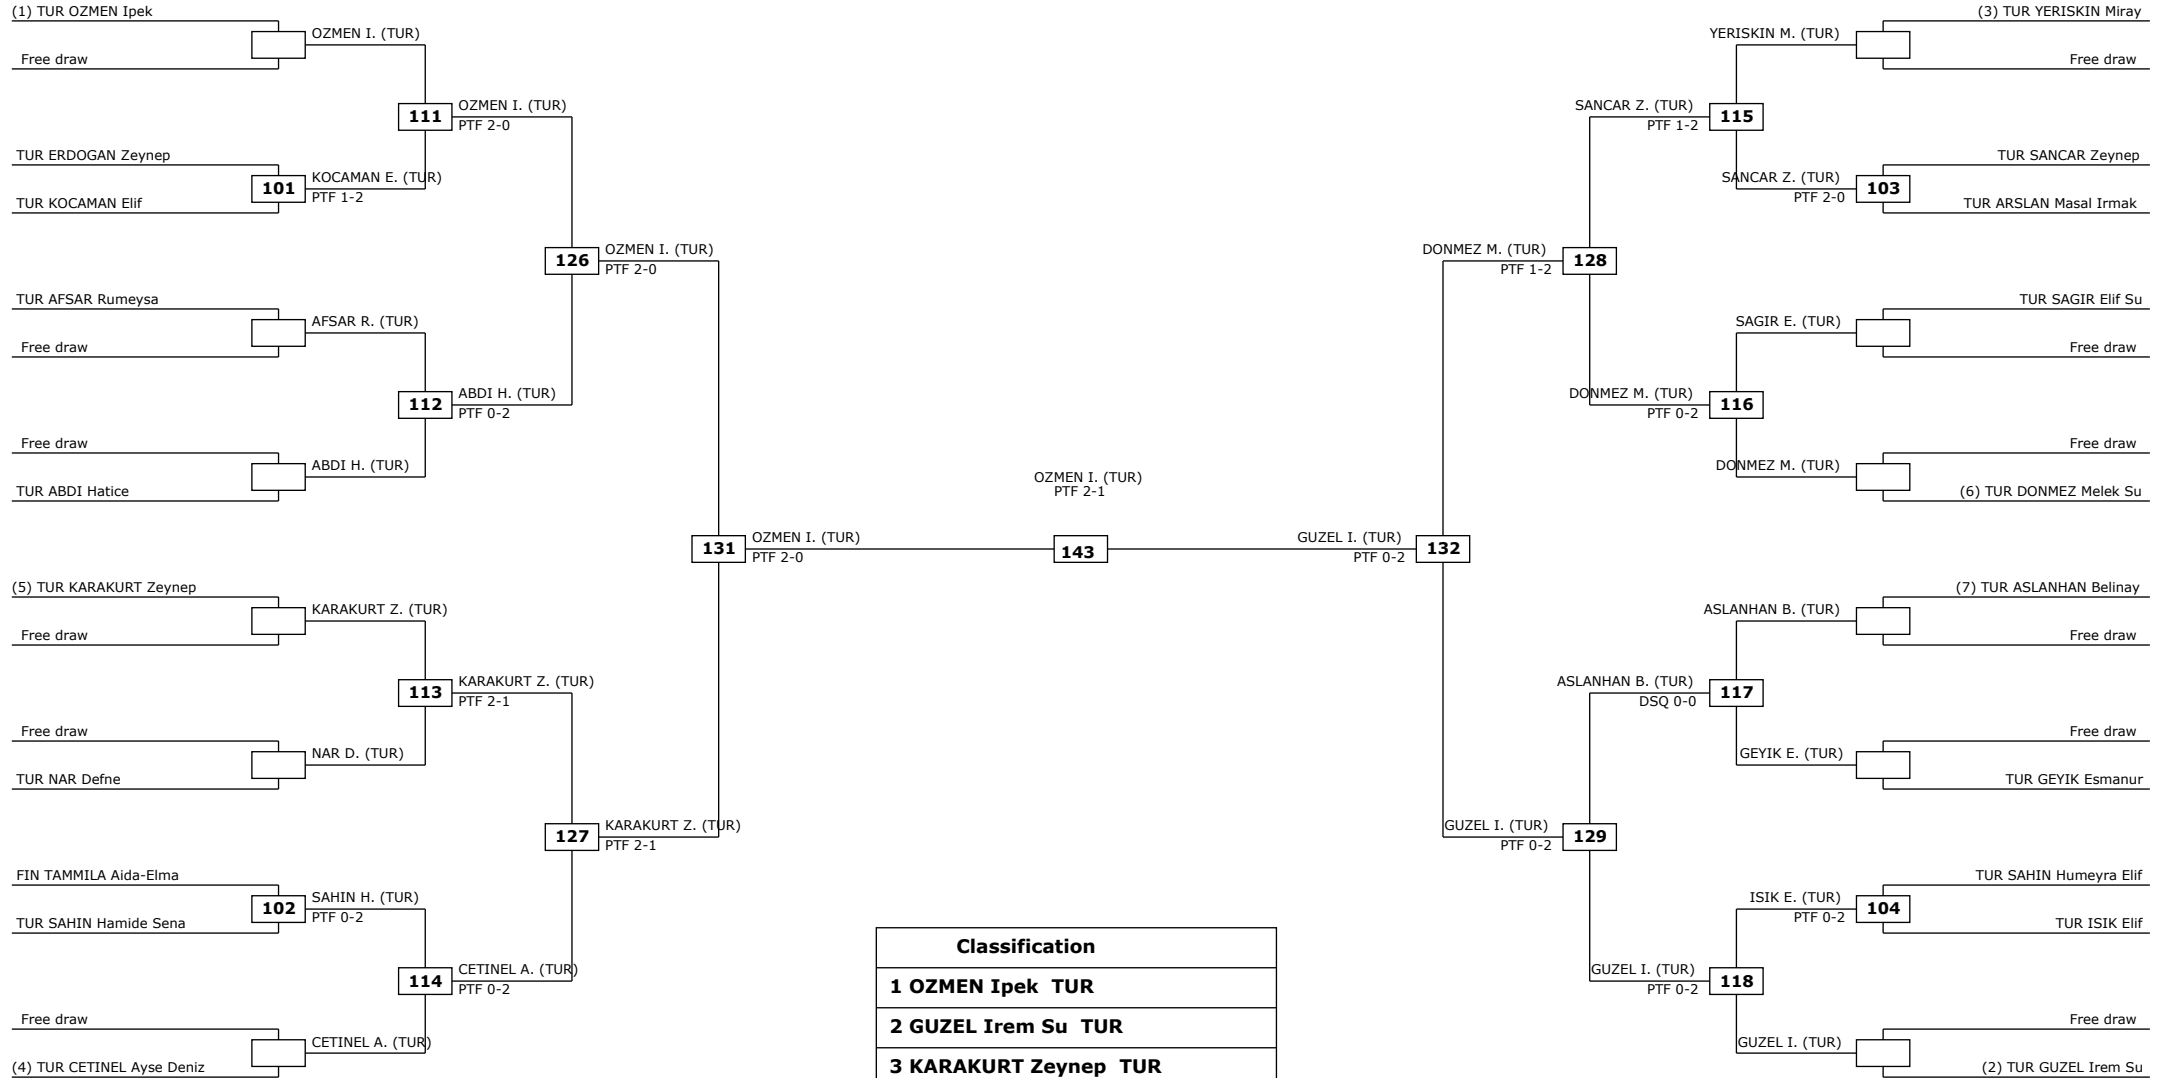 (1) TUR OZMEN Ipek
Free draw
TUR ERDOGAN Zeynep
TUR KOCAMAN Elif
TUR AFSAR Rumeysa
Free draw
Free draw
TUR ABDI Hatice
(5) TUR KARAKURT Zeynep
Free draw
Free draw
TUR NAR Defne
FIN TAMMILA Aida-Elma
TUR SAHIN Hamide Sena
Free draw
(4) TUR CETINEL Ayse Deniz
OZMEN I. (TUR)
101
KOCAMAN E. (TUR)
PTF 1-2
AFSAR R. (TUR)
ABDI H. (TUR)
KARAKURT Z. (TUR)
NAR D. (TUR)
102
SAHIN H. (TUR)
PTF 0-2
CETINEL A. (TUR)
111
OZMEN I. (TUR)
PTF 2-0
112
ABDI H. (TUR)
PTF 0-2
113
KARAKURT Z. (TUR)
PTF 2-1
114
CETINEL A. (TUR)
PTF 0-2
126
OZMEN I. (TUR)
PTF 2-0
127
KARAKURT Z. (TUR)
PTF 2-1
131
OZMEN I. (TUR)
PTF 2-0
OZMEN I. (TUR)
PTF 2-1
143
GUZEL I. (TUR)
PTF 0-2
132
DONMEZ M. (TUR)
PTF 1-2
128
GUZEL I. (TUR)
PTF 0-2
129
SANCAR Z. (TUR)
PTF 1-2
115
DONMEZ M. (TUR)
PTF 0-2
116
ASLANHAN B. (TUR)
DSQ 0-0
117
GUZEL I. (TUR)
PTF 0-2
118
YERISKIN M. (TUR)
SANCAR Z. (TUR)
PTF 2-0
103
SAGIR E. (TUR)
DONMEZ M. (TUR)
ASLANHAN B. (TUR)
GEYIK E. (TUR)
ISIK E. (TUR)
PTF 0-2
104
GUZEL I. (TUR)
(3) TUR YERISKIN Miray
Free draw
TUR SANCAR Zeynep
TUR ARSLAN Masal Irmak
TUR SAGIR Elif Su
Free draw
Free draw
(6) TUR DONMEZ Melek Su
(7) TUR ASLANHAN Belinay
Free draw
Free draw
TUR GEYIK Esmanur
TUR SAHIN Humeyra Elif
TUR ISIK Elif
Free draw
(2) TUR GUZEL Irem Su
Classification
1 OZMEN Ipek TUR
2 GUZEL Irem Su TUR
3 KARAKURT Zeynep TUR